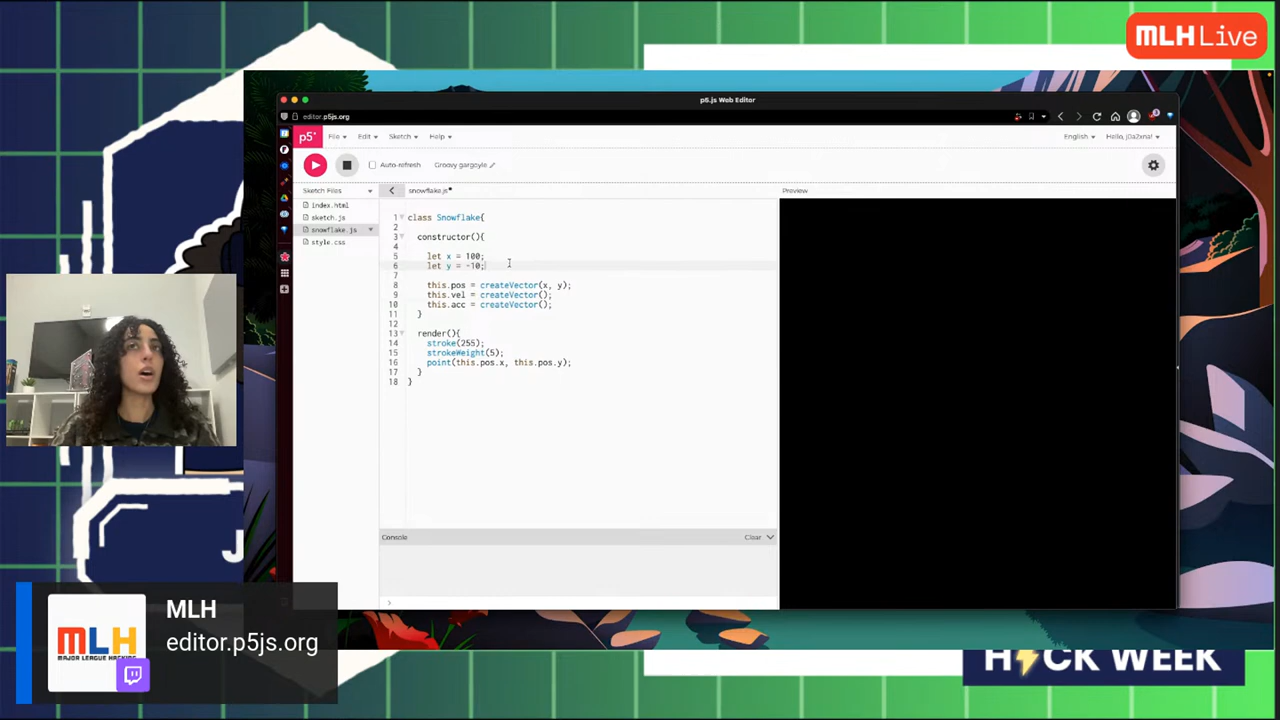 MLH Live
p5.js Web Editor
editor.p5js.org
p5* File Edit Sketch Help English Hello, j0a2xna!
Auto-refresh Groovy gargoyle
Sketch Files snowflake.js Preview
index.html
sketch.js
snowflake.js
style.css
1 class Snowflake{
2
3 constructor(){
4
5 let x = 100;
6 let y = -10;
7
8 this.pos = createVector(x, y);
9 this.vel = createVector();
10 this.acc = createVector();
11 }
12
13 render(){
14 stroke(255);
15 strokeWeight(5);
16 point(this.pos.x, this.pos.y);
17 }
18 }
Console Clear
>
J
MLH
MAJOR LEAGUE HACKING
MLH
editor.p5js.org
HACK WEEK